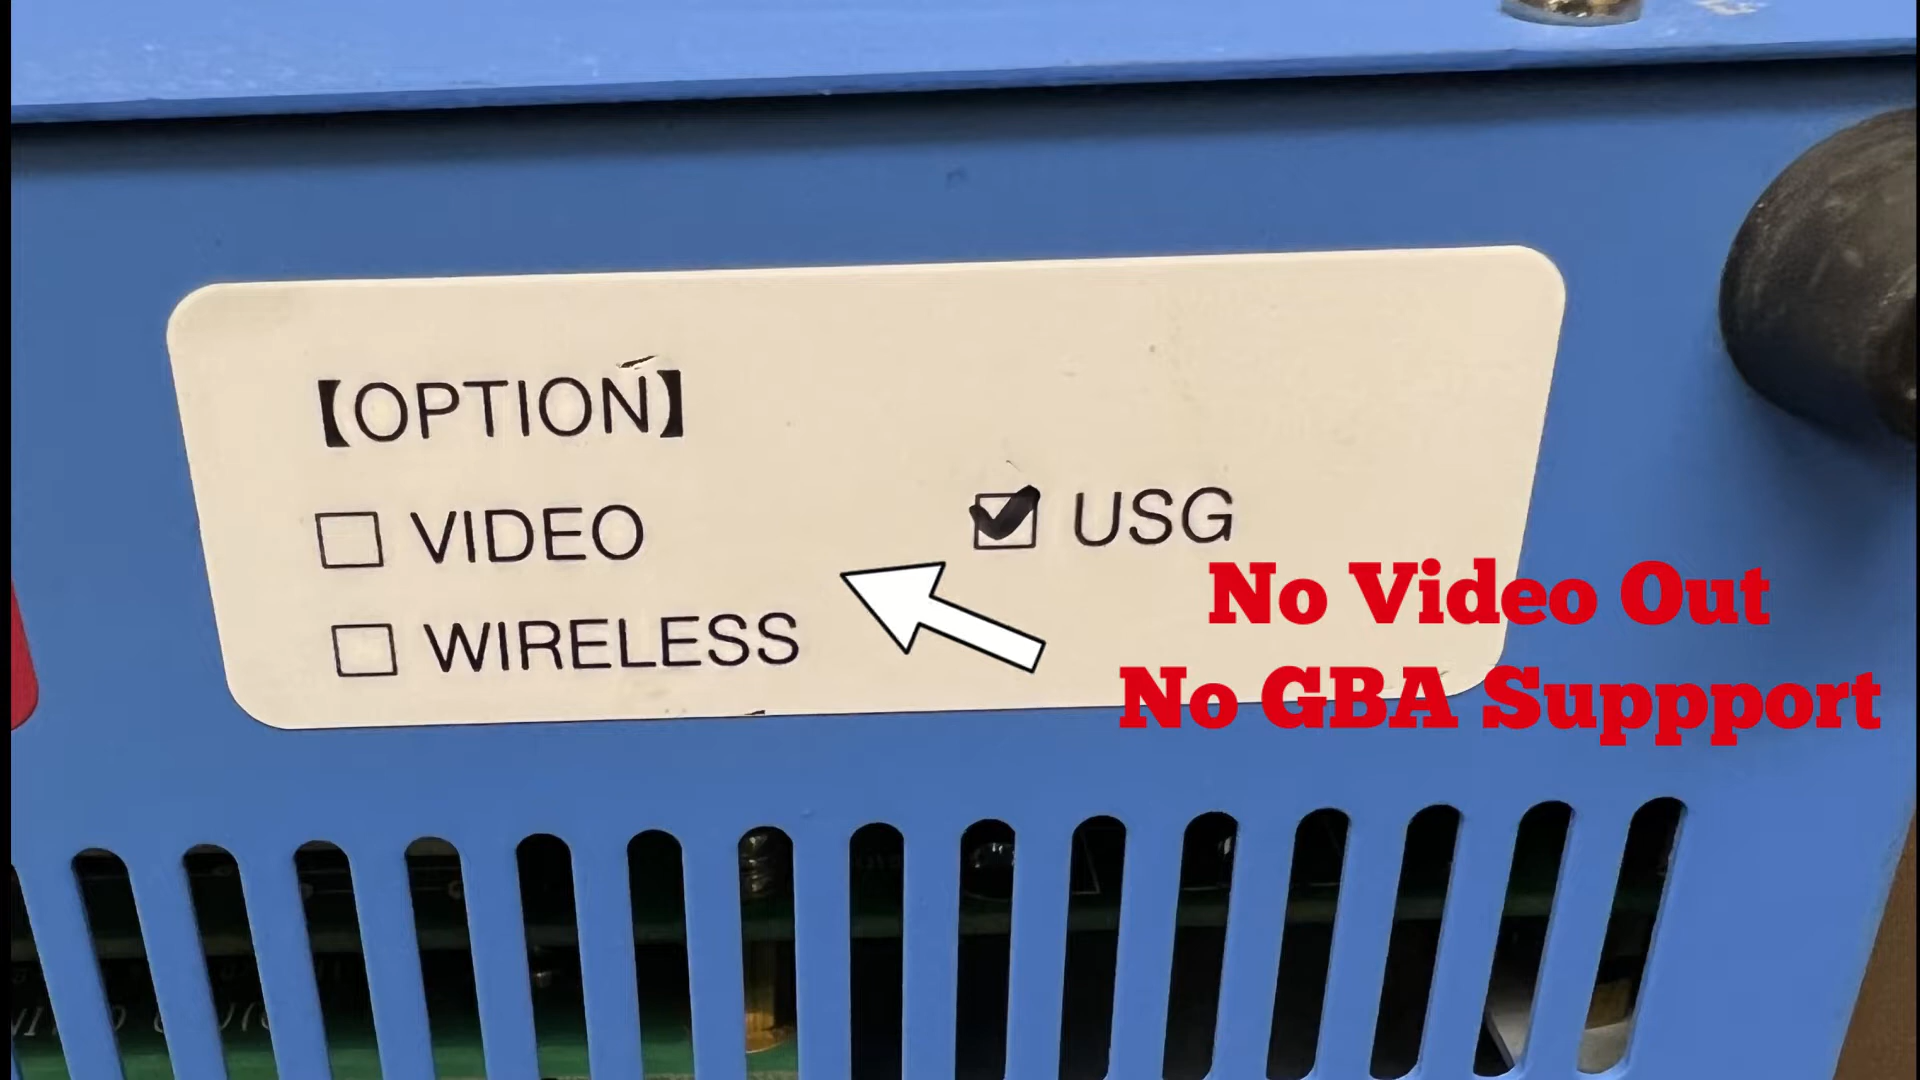 【OPTION】
VIDEO
USG
WIRELESS
No Video Out
No GBA Suppport